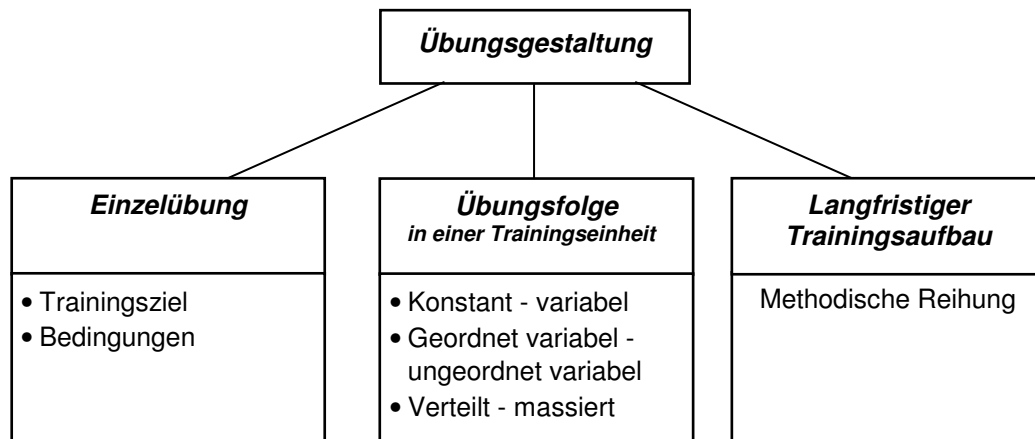 Übungsgestaltung
Einzelübung
• Trainingsziel
• Bedingungen
Übungsfolge
in einer Trainingseinheit
• Konstant - variabel
• Geordnet variabel -
ungeordnet variabel
• Verteilt - massiert
Langfristiger
Trainingsaufbau
Methodische Reihung